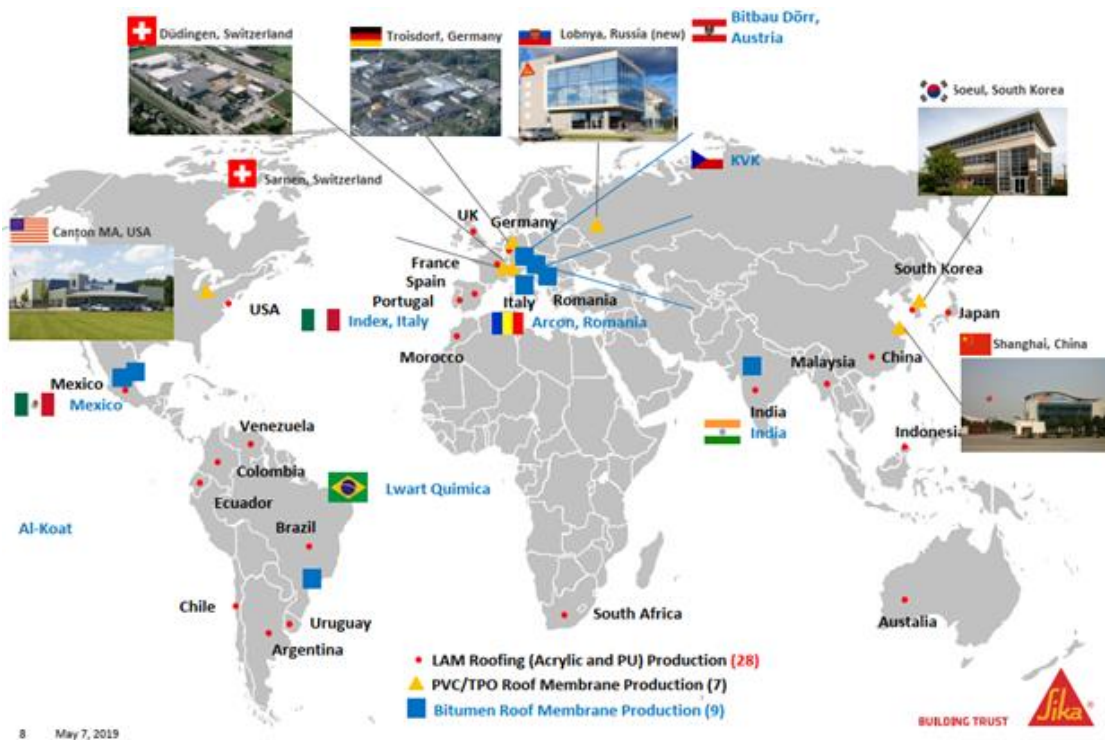 Düdingen, Switzerland
Troisdorf, Germany
Lobnya, Russia (new)
Bitbau Dörr,
Austria
Soeul, South Korea
KVK
Sarnen, Switzerland
Canton MA, USA
UK
Germany
France
Spain
Portugal
Italy
Romania
South Korea
Japan
USA
Index, Italy
Arcon, Romania
Morocco
Shanghai, China
China
Malaysia
Mexico
Mexico
India
India
Indonesia
Venezuela
Colombia
Ecuador
Lwart Quimica
Al-Koat
Brazil
Chile
Uruguay
Argentina
South Africa
Austalia
LAM Roofing (Acrylic and PU) Production (28)
PVC/TPO Roof Membrane Production (7)
Bitumen Roof Membrane Production (9)
BUILDING TRUST
Sika
8 May 7, 2019